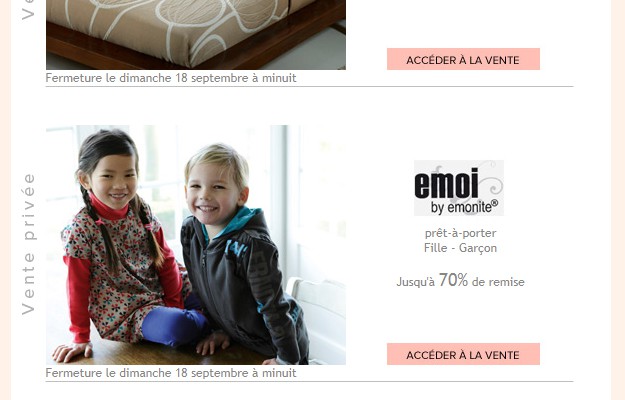 ACCÉDER À LA VENTE
Fermeture le dimanche 18 septembre à minuit
Vente privée
emoi
by emonite®
prêt-à-porter
Fille - Garçon
Jusqu'à 70% de remise
ACCÉDER À LA VENTE
Fermeture le dimanche 18 septembre à minuit